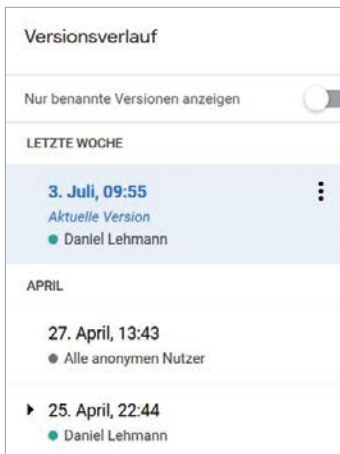 Versionsverlauf
Nur benannte Versionen anzeigen
LETZTE WOCHE
3. Juli, 09:55
Aktuelle Version
Daniel Lehmann
APRIL
27. April, 13:43
Alle anonymen Nutzer
25. April, 22:44
Daniel Lehmann